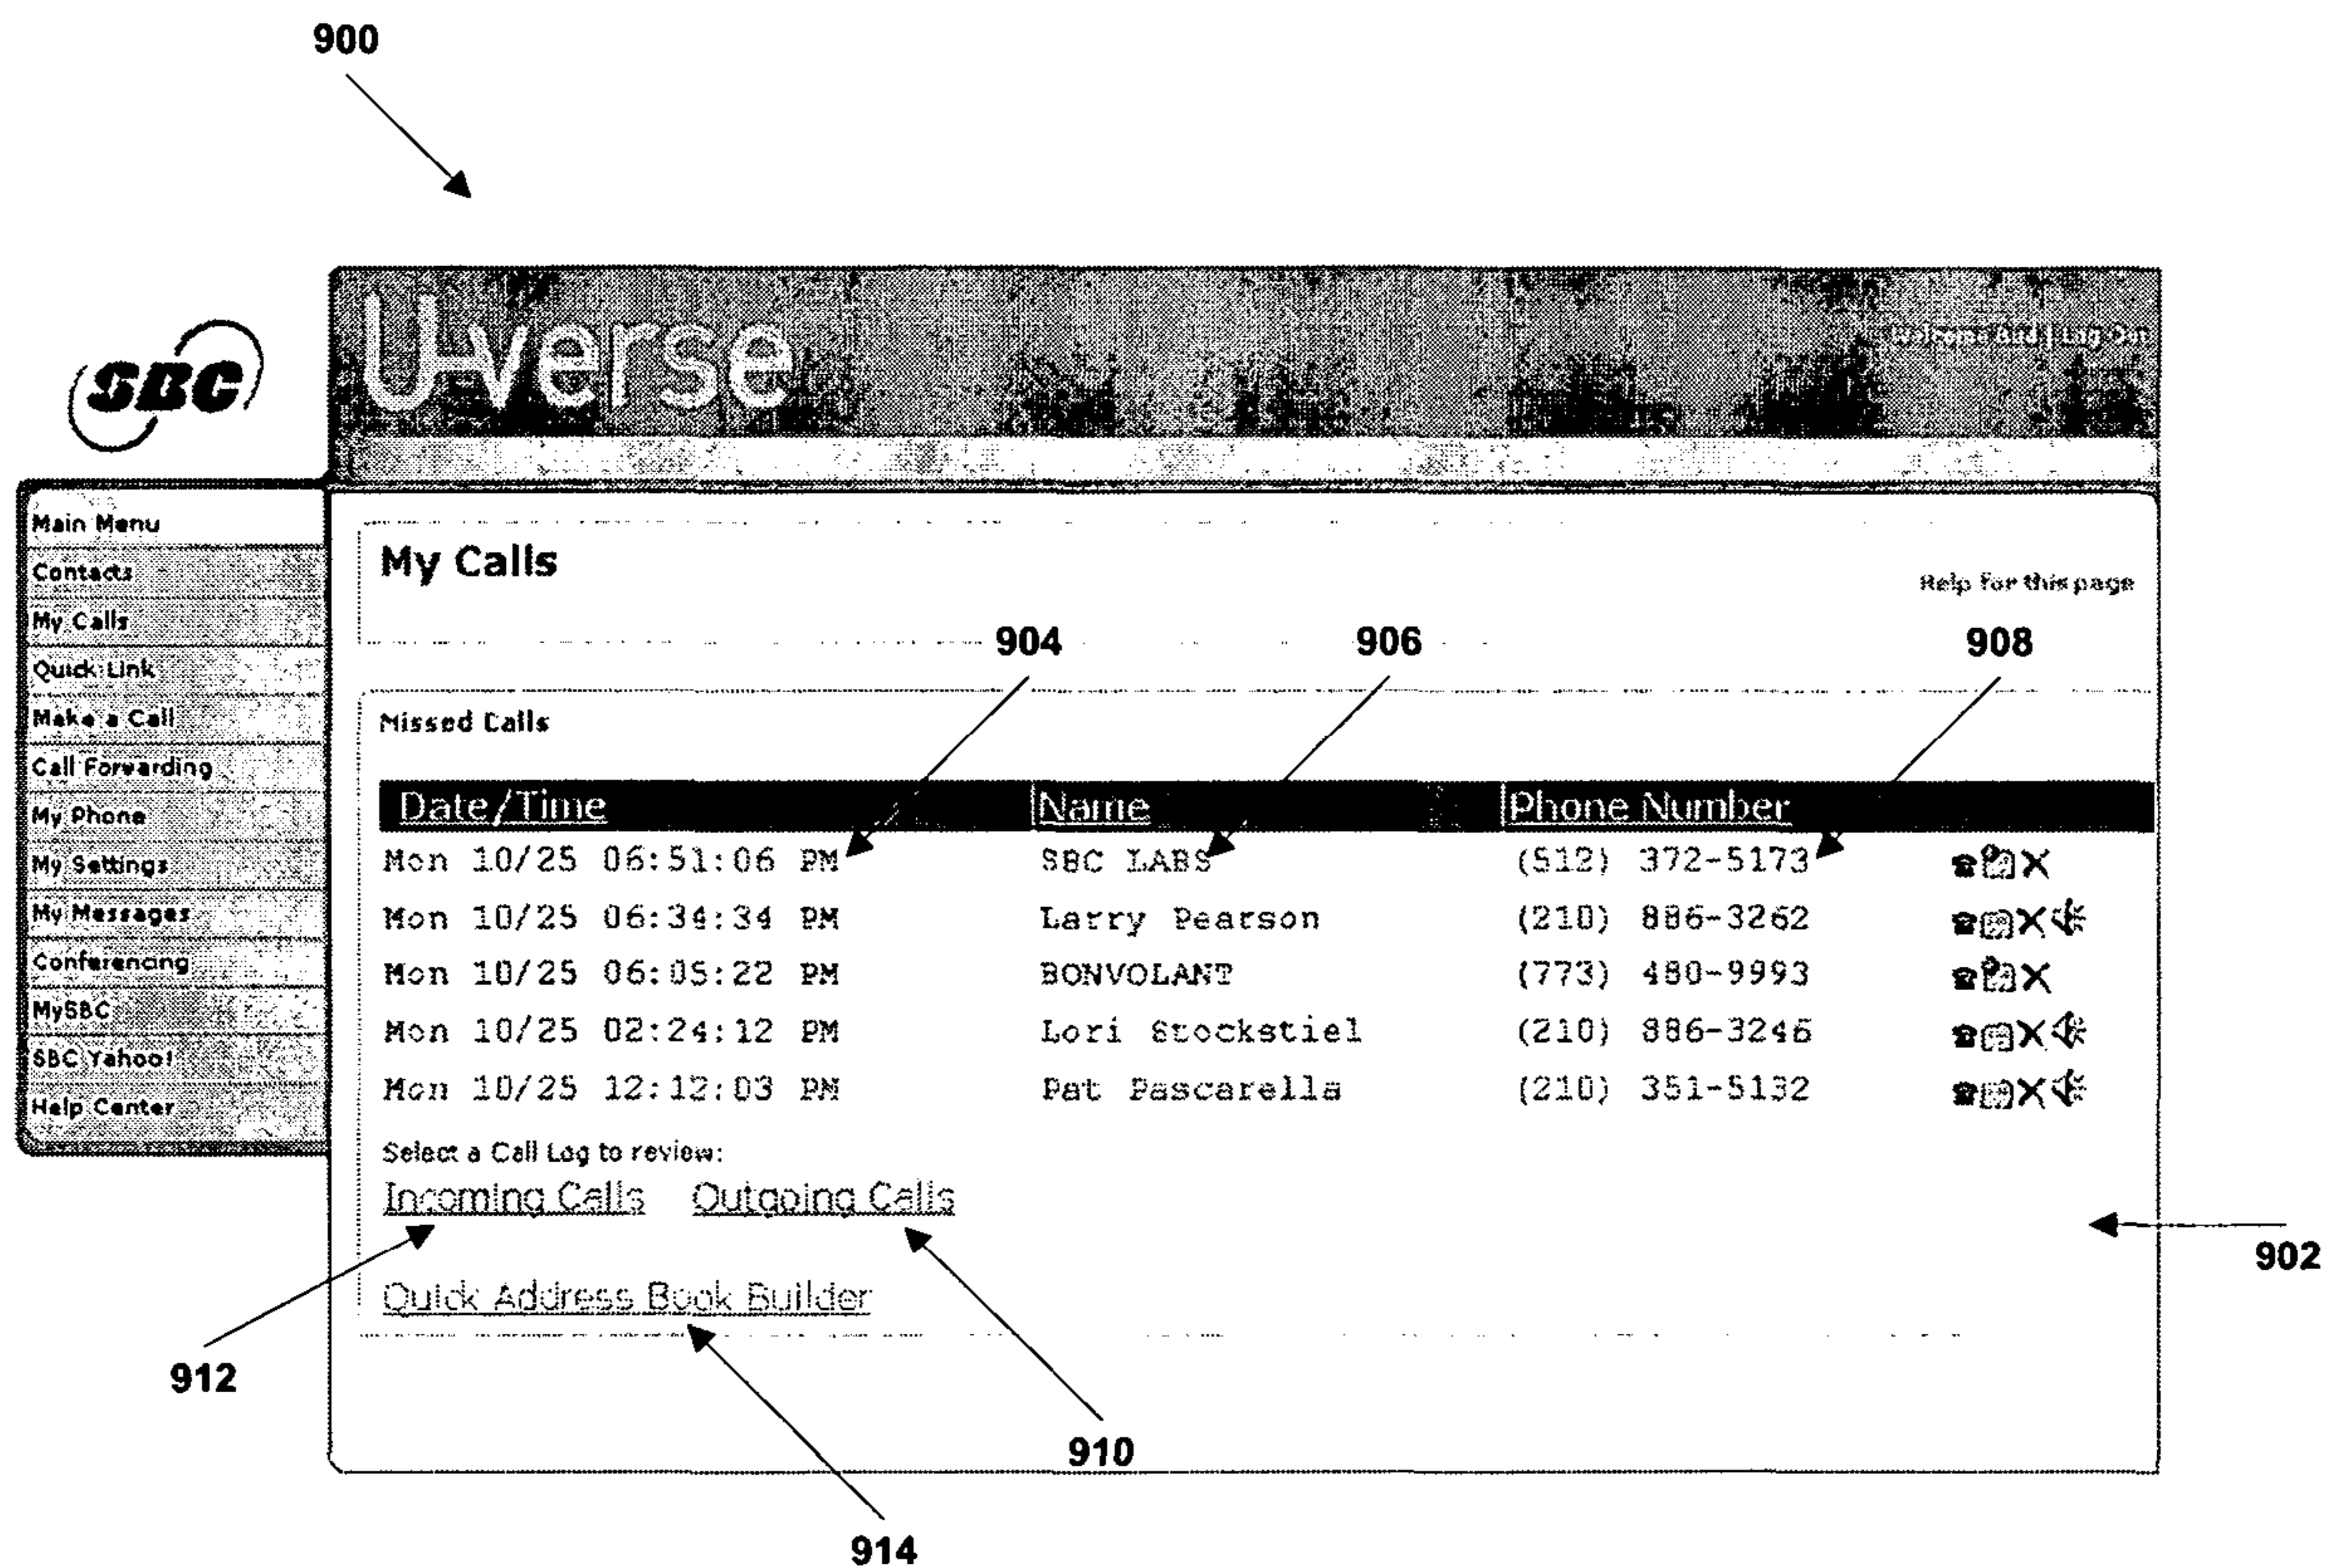 900
SBC
U-verse
Welcome Bud | Log Out
Main Menu
Contacts
My Calls
Quick Link
Make a Call
Call Forwarding
My Phone
My Settings
My Messages
Conferencing
MySBC
SBC Yahoo!
Help Center
My Calls
Help for this page
904 906 908
Missed Calls
Date/Time Name Phone Number
Mon 10/25 06:51:06 PM SBC LABS (512) 372-5173
Mon 10/25 06:34:34 PM Larry Pearson (210) 886-3262
Mon 10/25 06:05:22 PM BONVOLANT (773) 480-9993
Mon 10/25 02:24:12 PM Lori Stockstiel (210) 886-3246
Mon 10/25 12:12:03 PM Pat Pascarella (210) 351-5132
Select a Call Log to review:
Incoming Calls Outgoing Calls
902
Quick Address Book Builder
912
910
914